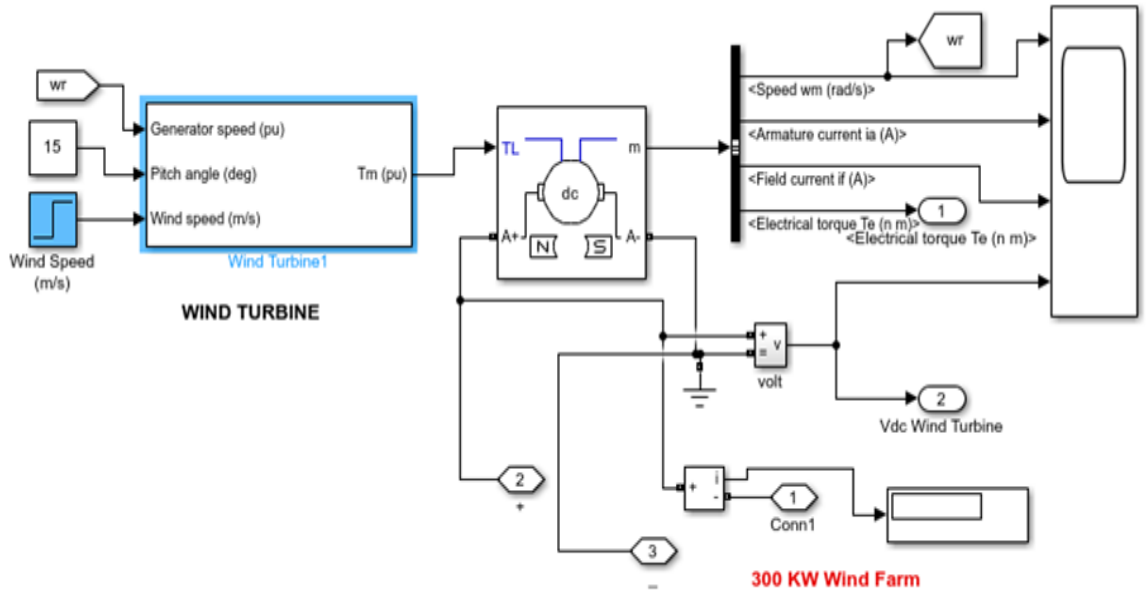 wr
wr
<Speed wm (rad/s)>
Generator speed (pu)
15
Pitch angle (deg)
Tm (pu)
Wind speed (m/s)
Wind Turbine1
Wind Speed
(m/s)
WIND TURBINE
TL
m
dc
A+
N
S
A-
<Armature current ia (A)>
<Field current if (A)>
<Electrical torque Te (n m)>
1
<Electrical torque Te (n m)>
+
=
v
volt
2
Vdc Wind Turbine
2
+
+
i
-
1
Conn1
3
-
300 KW Wind Farm